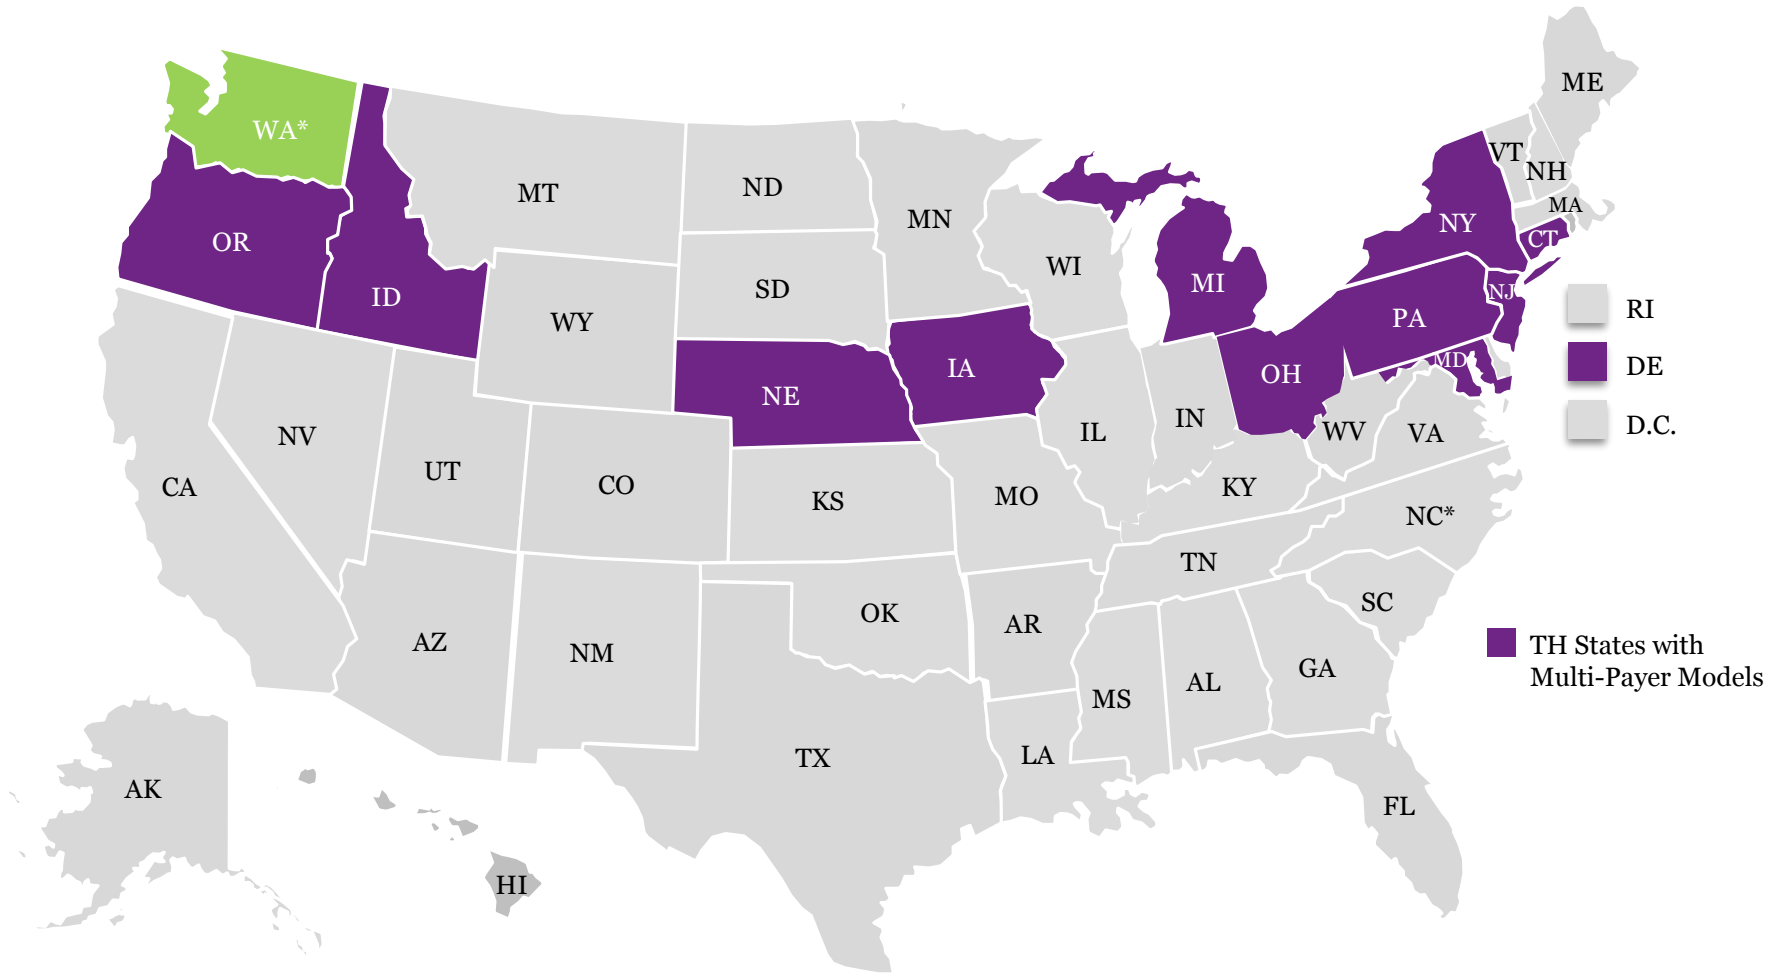 ME
WA*
VT
NH
MT
ND
MA
MN
NY
OR
CT
WI
MI
SD
NJ
ID
RI
WY
PA
MD
DE
IA
OH
NE
IN
D.C.
NV
IL
WV
VA
UT
CO
CA
KY
KS
MO
NC*
TN
SC
OK
AR
AZ
NM
TH States with
Multi-Payer Models
GA
AL
MS
LA
TX
AK
FL
HI